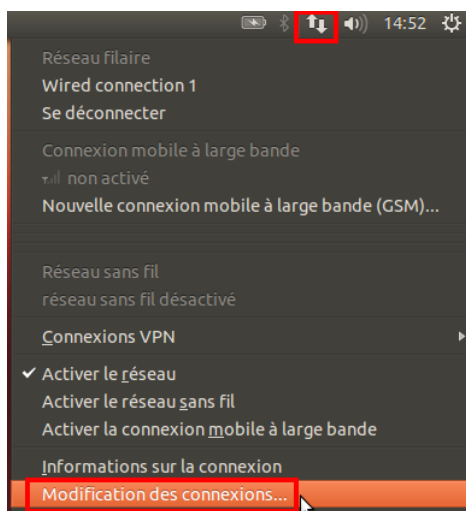 14:52
Réseau filaire
Wired connection 1
Se déconnecter
Connexion mobile à large bande
non activé
Nouvelle connexion mobile à large bande (GSM)...
Réseau sans fil
réseau sans fil désactivé
Connexions VPN
Activer le réseau
Activer le réseau sans fil
Activer la connexion mobile à large bande
Informations sur la connexion
Modification des connexions...